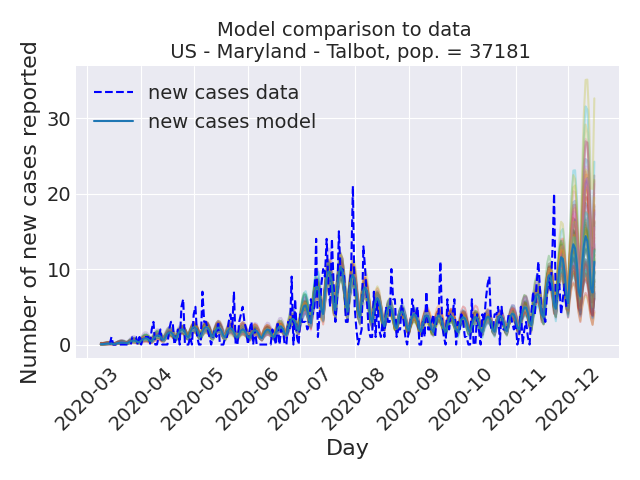 Model comparison to data
US - Maryland - Talbot, pop. = 37181
Number of new cases reported
30
20
10
0
new cases data
new cases model
2020-03
2020-04
2020-05
2020-06
2020-07
2020-08
2020-09
2020-10
2020-11
2020-12
Day